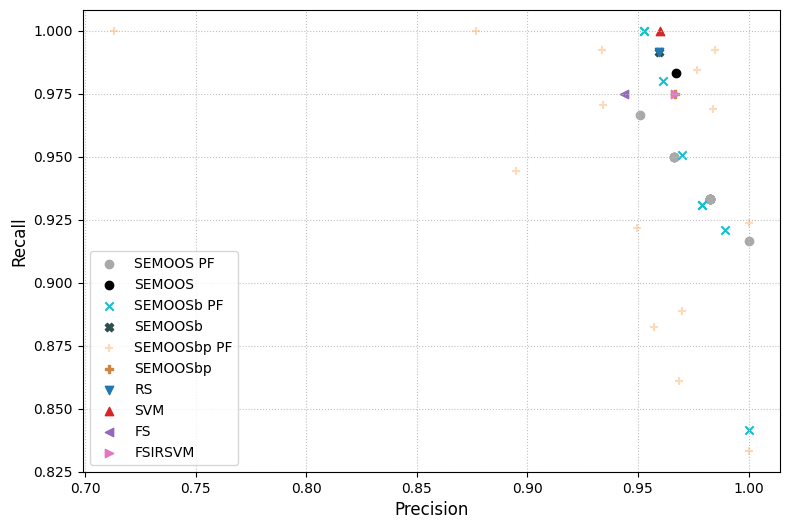 1.000
0.975
0.950
0.925
0.900
0.875
0.850
0.825
Recall
SEMOOS PF
SEMOOS
SEMOOSb PF
SEMOOSb
SEMOOSbp PF
SEMOOSbp
RS
SVM
FS
FSIRSVM
0.70 0.75 0.80 0.85 0.90 0.95 1.00
Precision